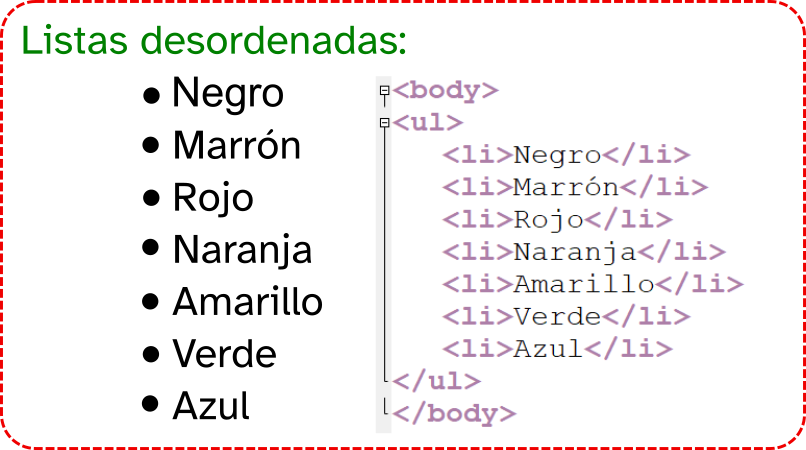 Listas desordenadas:
• Negro
• Marrón
• Rojo
• Naranja
• Amarillo
• Verde
• Azul
<body>
<ul>
<li>Negro</li>
<li>Marrón</li>
<li>Rojo</li>
<li>Naranja</li>
<li>Amarillo</li>
<li>Verde</li>
<li>Azul</li>
</ul>
</body>